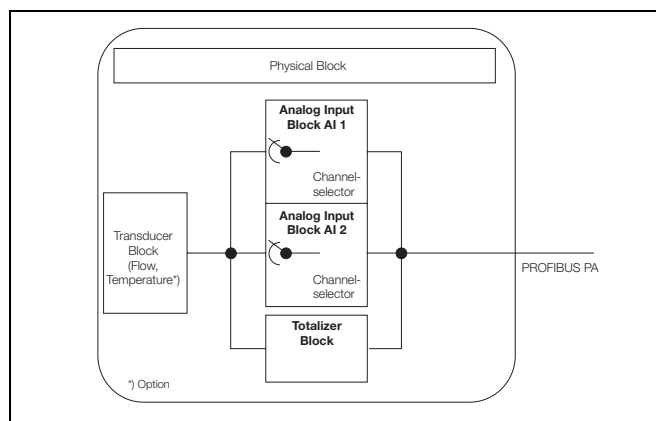 Physical Block
Analog Input
Block AI 1
Channel-
selector
Analog Input
Block AI 2
Channel-
selector
Transducer
Block
(Flow,
Temperature*)
PROFIBUS PA
Totalizer
Block
*) Option